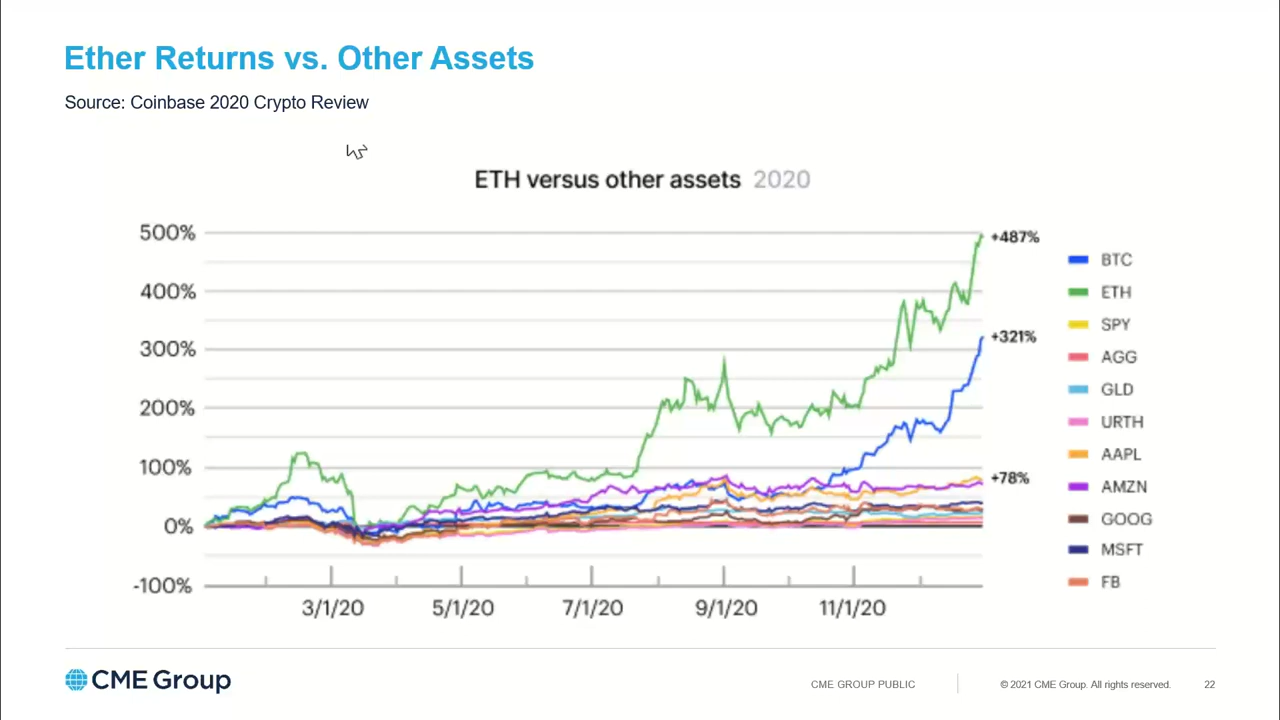 Ether Returns vs. Other Assets
Source: Coinbase 2020 Crypto Review
ETH versus other assets 2020
500%
400%
300%
200%
100%
0%
-100%
3/1/20 5/1/20 7/1/20 9/1/20 11/1/20
+487%
+321%
+78%
BTC
ETH
SPY
AGG
GLD
URTH
AAPL
AMZN
GOOG
MSFT
FB
CME Group
CME GROUP PUBLIC
© 2021 CME Group. All rights reserved.
22